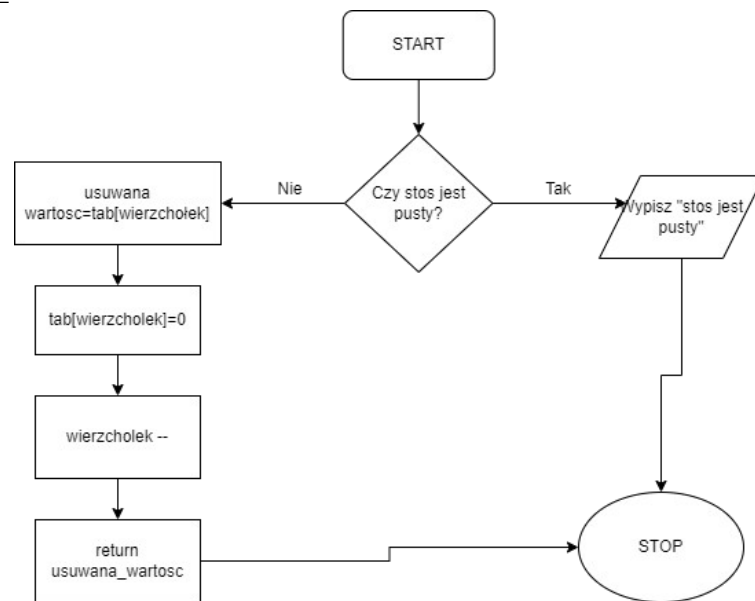 START
Czy stos jest
pusty?
Nie
Tak
usuwana
wartosc=tab[wierzchołek]
Wypisz "stos jest
pusty"
tab[wierzcholek]=0
wierzcholek --
return
usuwana_wartosc
STOP